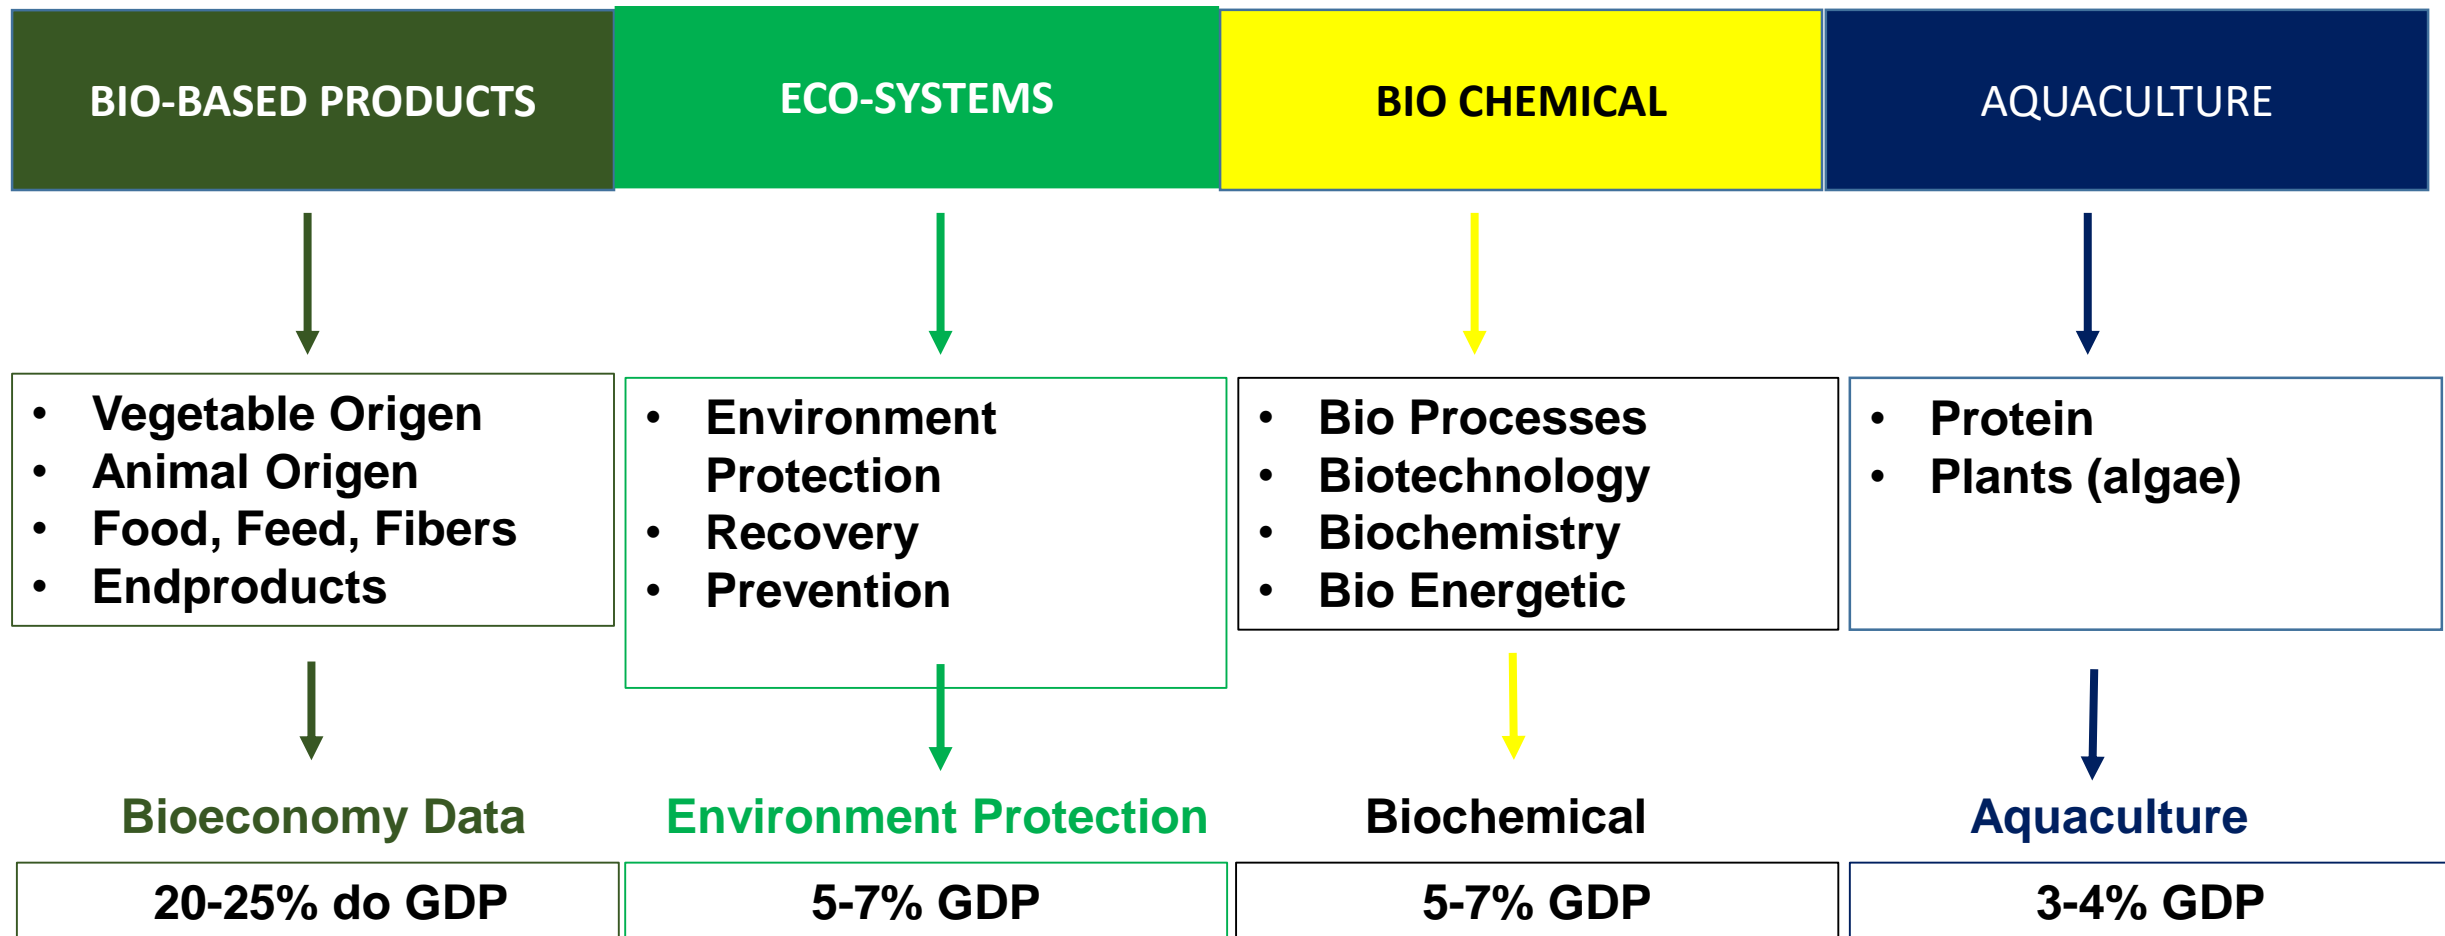 BIO-BASED PRODUCTS
ECO-SYSTEMS
BIO CHEMICAL
AQUACULTURE
• Vegetable Origen
• Animal Origen
• Food, Feed, Fibers
• Endproducts
• Environment
Protection
• Recovery
• Prevention
• Bio Processes
• Biotechnology
• Biochemistry
• Bio Energetic
• Protein
• Plants (algae)
Bioeconomy Data
Environment Protection
Biochemical
Aquaculture
20-25% do GDP
5-7% GDP
5-7% GDP
3-4% GDP